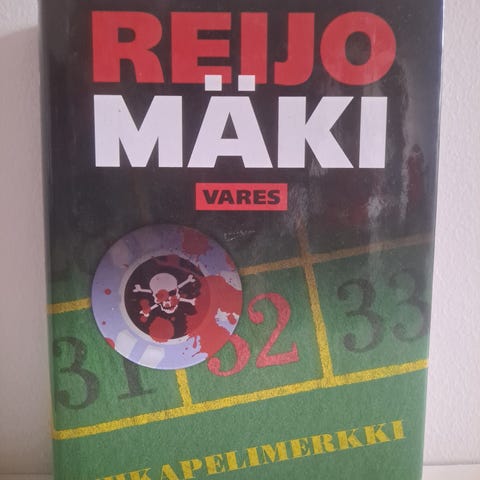 REIJO
MÄKI
VARES
31 32 33